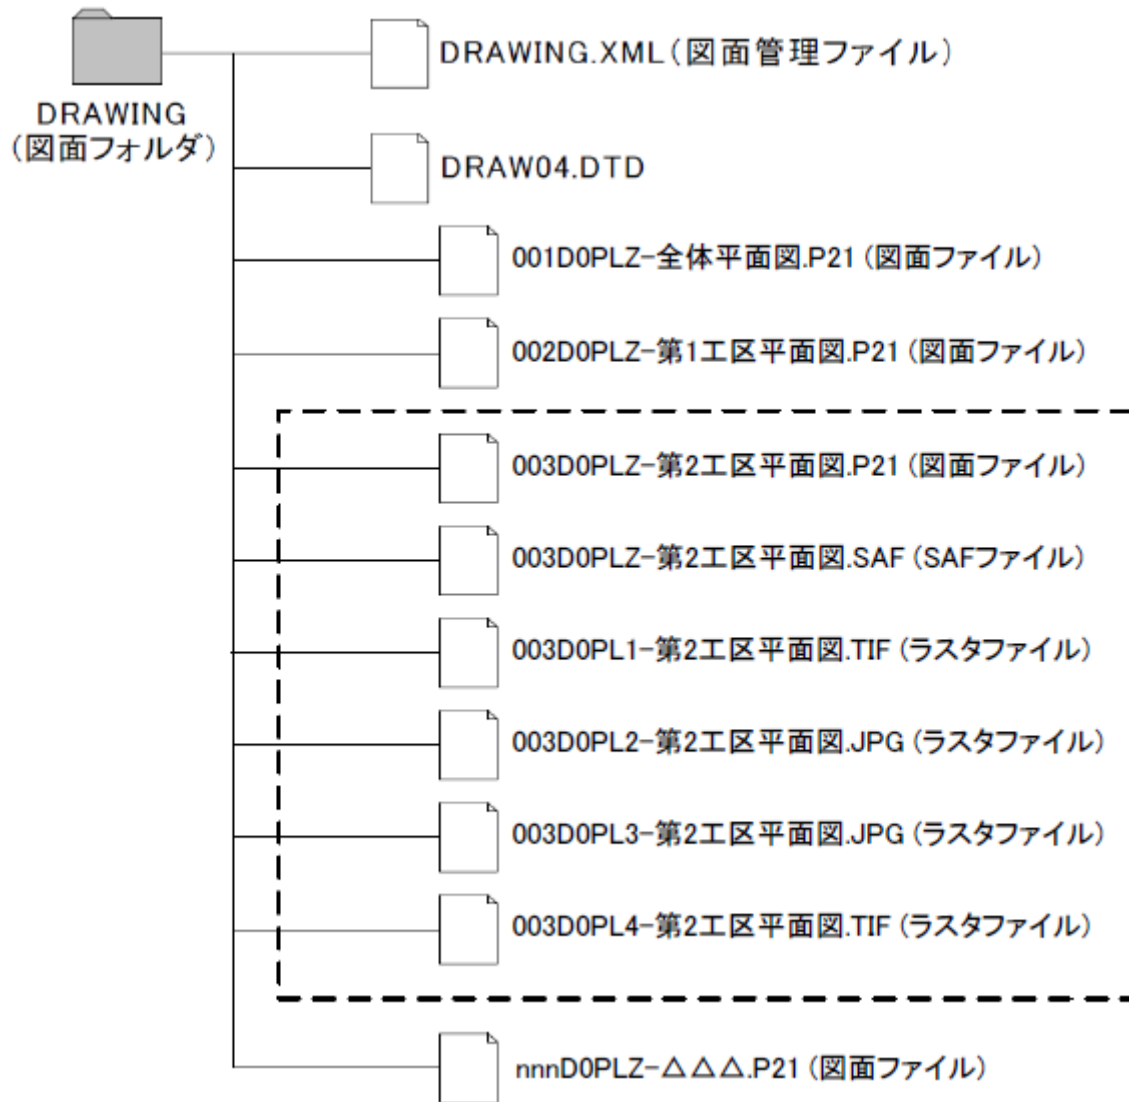 DRAWING.XML(図面管理ファイル)
DRAWING
(図面フォルダ)
DRAW04.DTD
001D0PLZ-全体平面図.P21 (図面ファイル)
002D0PLZ-第1工区平面図.P21 (図面ファイル)
003D0PLZ-第2工区平面図.P21 (図面ファイル)
003D0PLZ-第2工区平面図.SAF (SAFファイル)
003D0PL1-第2工区平面図.TIF (ラスタファイル)
003D0PL2-第2工区平面図.JPG (ラスタファイル)
003D0PL3-第2工区平面図.JPG (ラスタファイル)
003D0PL4-第2工区平面図.TIF (ラスタファイル)
nnnD0PLZ-△△△.P21 (図面ファイル)